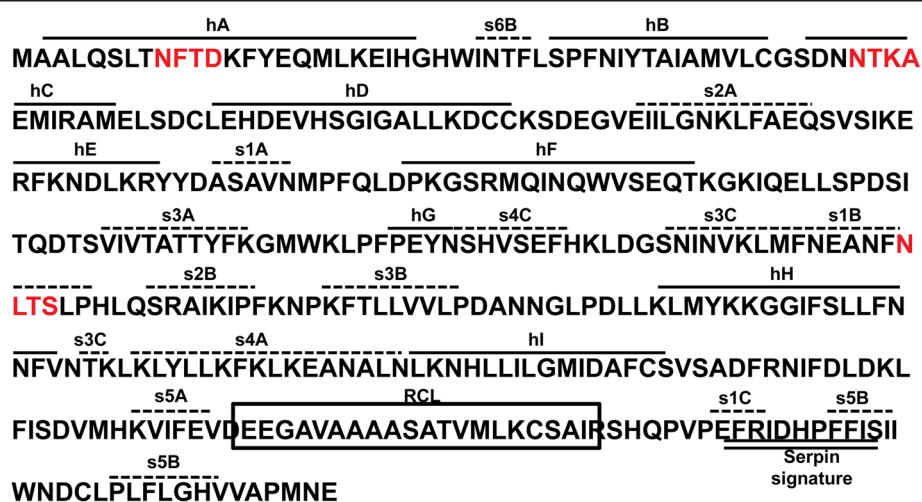 hA s6B hB
MAALQSLTNFTDKFYEQMLKEIHGHWINTFLSPFNIYTAIAMVLCGSDNNTKA
hC hD s2A
EMIRAMELSDCLEHDEVHSGIGALLKDCCKSDEGVEIILGNKLFAEQSVSIKE
hE s1A hF
RFKNDLKRYYDASAVNMPFQLDPKGSRMQINQWVSEQTKGKIQELLSPDSI
s3A hG s4C s3C s1B
TQDTSVIVTATTYFKGMWKLPFPEYNSHVSEFHKLDGSNINVKLMFNEANFN
s2B s3B hH
LTSLPHLQSRAIKIPFKNPKFTLLVVLPDANNGLPDLLKLMYKKGGIFSLLFN
s3C s4A hI
NFVNTKLKLYLLKFKLKEANALNLKNHLLILGMIDAFCSVSADFRNIFDLDKL
s5A RCL s1C s5B
FISDVMHKVIFEVDEEGAVAAAASATVMLKCSAIRSHQPVPEFRIDHPFFISII
s5B Serpin
WNDCLPLFLGHVVAPMNE signature